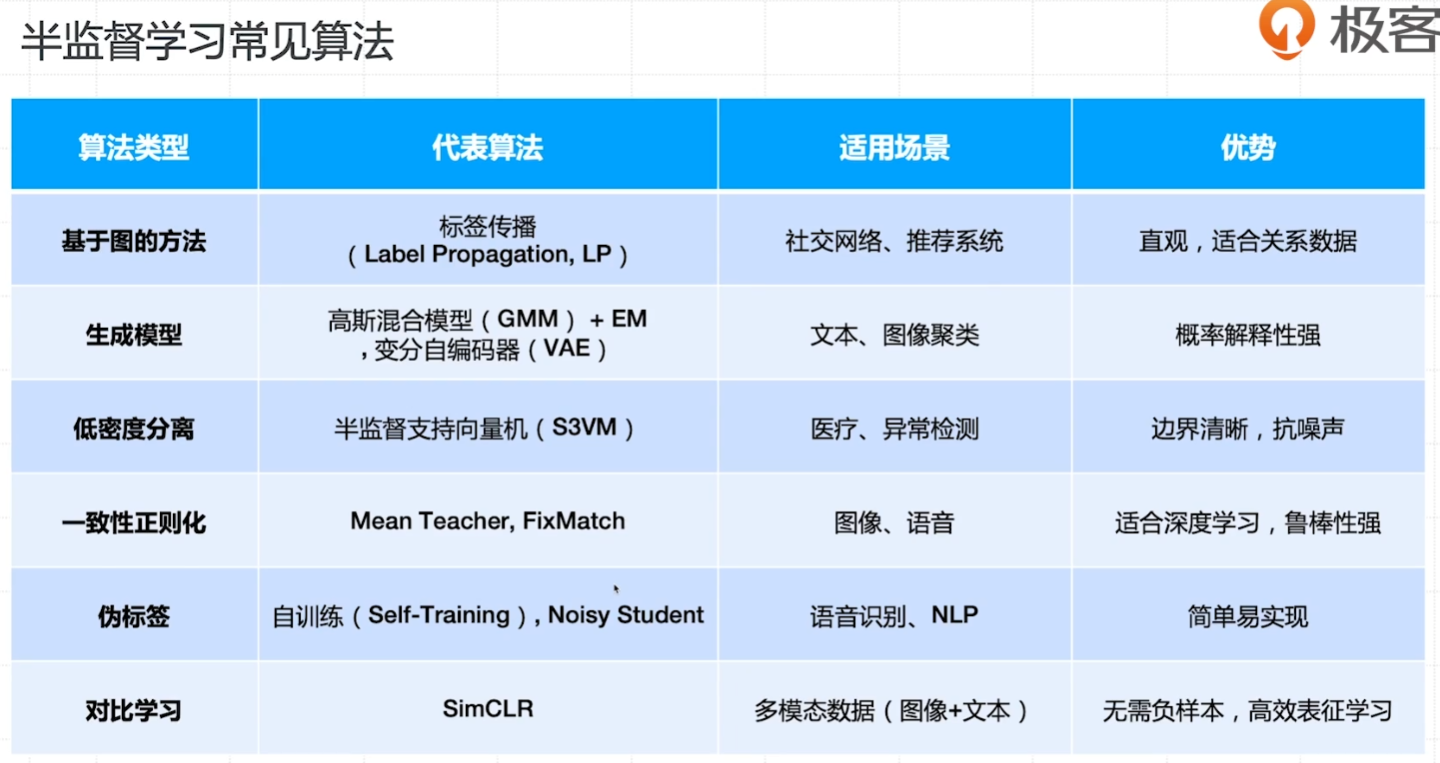 半监督学习常见算法
极客
算法类型
代表算法
适用场景
优势
基于图的方法
标签传播
（Label Propagation, LP）
社交网络、推荐系统
直观，适合关系数据
生成模型
高斯混合模型（GMM） + EM
, 变分自编码器（VAE）
文本、图像聚类
概率解释性强
低密度分离
半监督支持向量机（S3VM）
医疗、异常检测
边界清晰，抗噪声
一致性正则化
Mean Teacher, FixMatch
图像、语音
适合深度学习，鲁棒性强
伪标签
自训练（Self-Training）, Noisy Student
语音识别、NLP
简单易实现
对比学习
SimCLR
多模态数据（图像+文本）
无需负样本，高效表征学习